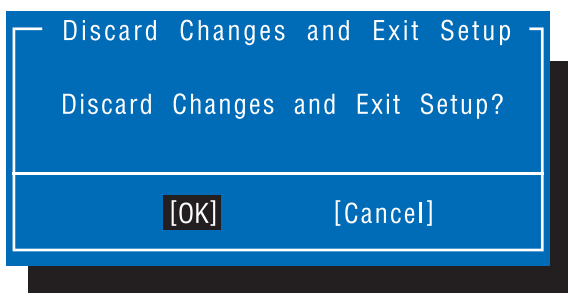 Discard Changes and Exit Setup
Discard Changes and Exit Setup?
[OK] [Cancel]